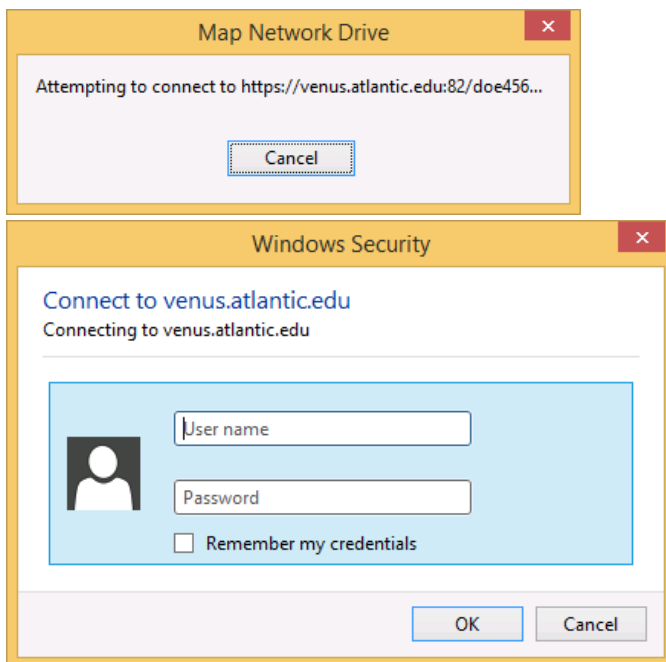 Map Network Drive
Attempting to connect to https://venus.atlantic.edu:82/doe456...
Cancel
Windows Security
Connect to venus.atlantic.edu
Connecting to venus.atlantic.edu
User name
Password
Remember my credentials
OK Cancel